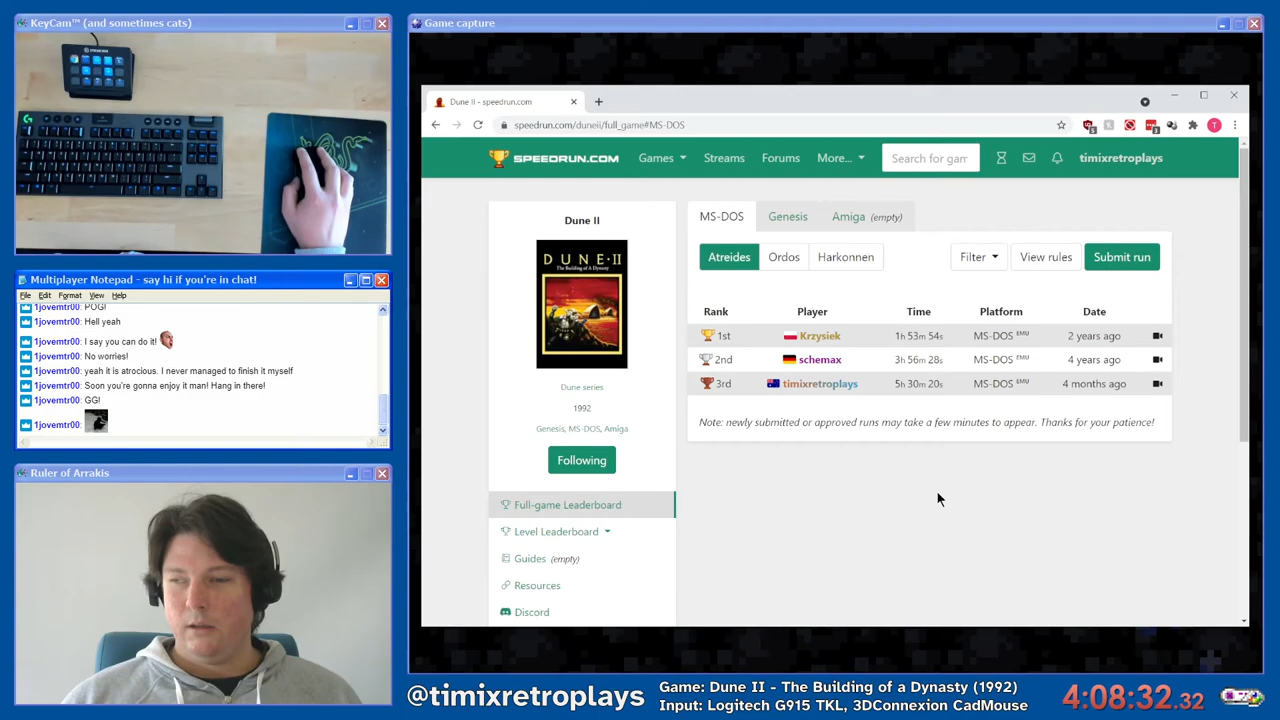 KeyCam™ (and sometimes cats)
Game capture
Dune II - speedrun.com
speedrun.com/duneii/full_game#MS-DOS
SPEEDRUN.COM
Games
Streams
Forums
More...
Search for gam
timixretroplays
Dune II
DUNE·II
The Building of A Dynasty
Dune series
1992
Genesis, MS-DOS, Amiga
Following
Full-game Leaderboard
Level Leaderboard
Guides (empty)
Resources
Discord
MS-DOS
Genesis
Amiga (empty)
Atreides
Ordos
Harkonnen
Filter
View rules
Submit run
Rank Player Time Platform Date
1st Krzysiek 1h 53m 54s MS-DOS EMU 2 years ago
2nd schemax 3h 56m 28s MS-DOS EMU 4 years ago
3rd timixretroplays 5h 30m 20s MS-DOS EMU 4 months ago
Note: newly submitted or approved runs may take a few minutes to appear. Thanks for your patience!
Multiplayer Notepad - say hi if you're in chat!
File Edit Format View Help
1jovemtr00: POG!
1jovemtr00: Hell yeah
1jovemtr00: I say you can do it!
1jovemtr00: No worries!
1jovemtr00: yeah it is atrocious. I never managed to finish it myself
1jovemtr00: Soon you're gonna enjoy it man! Hang in there!
1jovemtr00: GG!
1jovemtr00:
Ruler of Arrakis
@timixretroplays
Game: Dune II - The Building of a Dynasty (1992)
Input: Logitech G915 TKL, 3DConnexion CadMouse
4:08:32.32